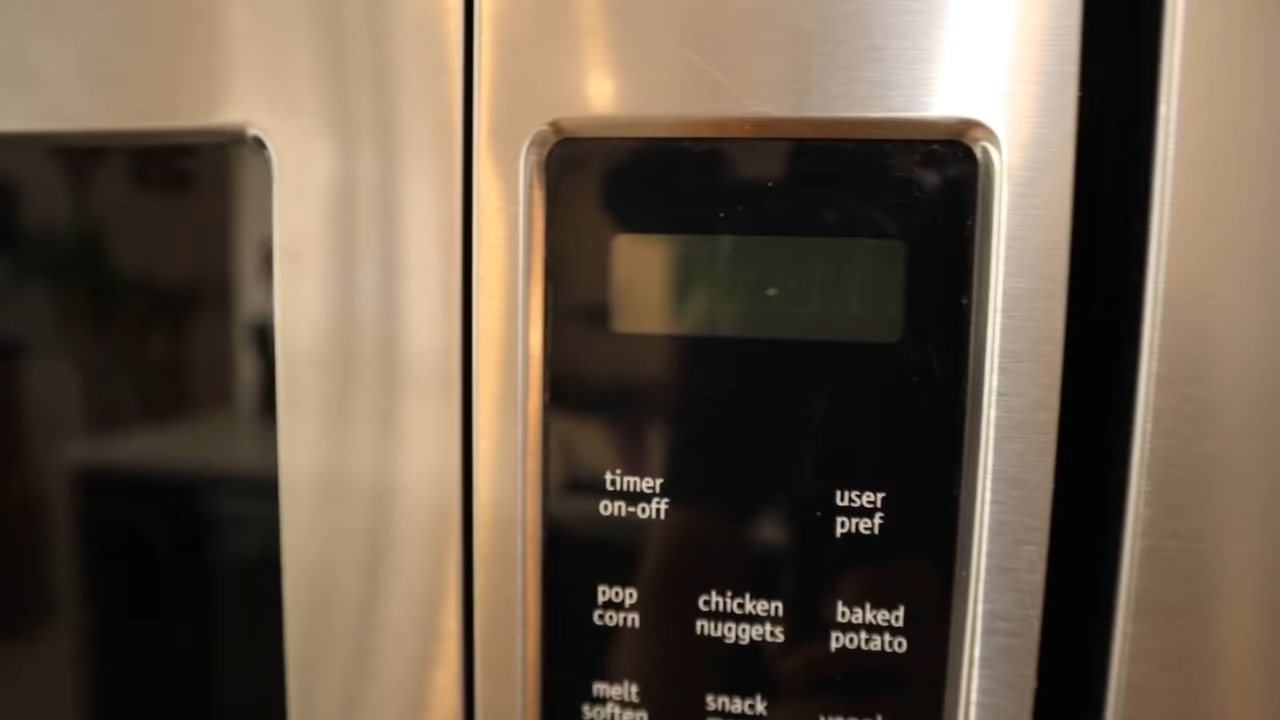 timer
on-off
user
pref
pop
corn
chicken
nuggets
baked
potato
melt
soften
snack